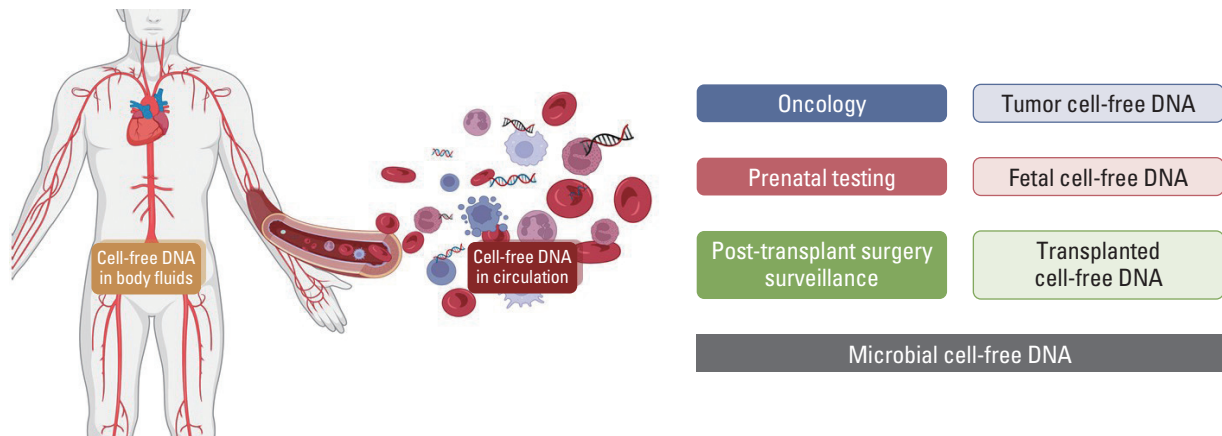 Cell-free DNA
in body fluids
Cell-free DNA
in circulation
Oncology
Tumor cell-free DNA
Prenatal testing
Fetal cell-free DNA
Post-transplant surgery
surveillance
Transplanted
cell-free DNA
Microbial cell-free DNA